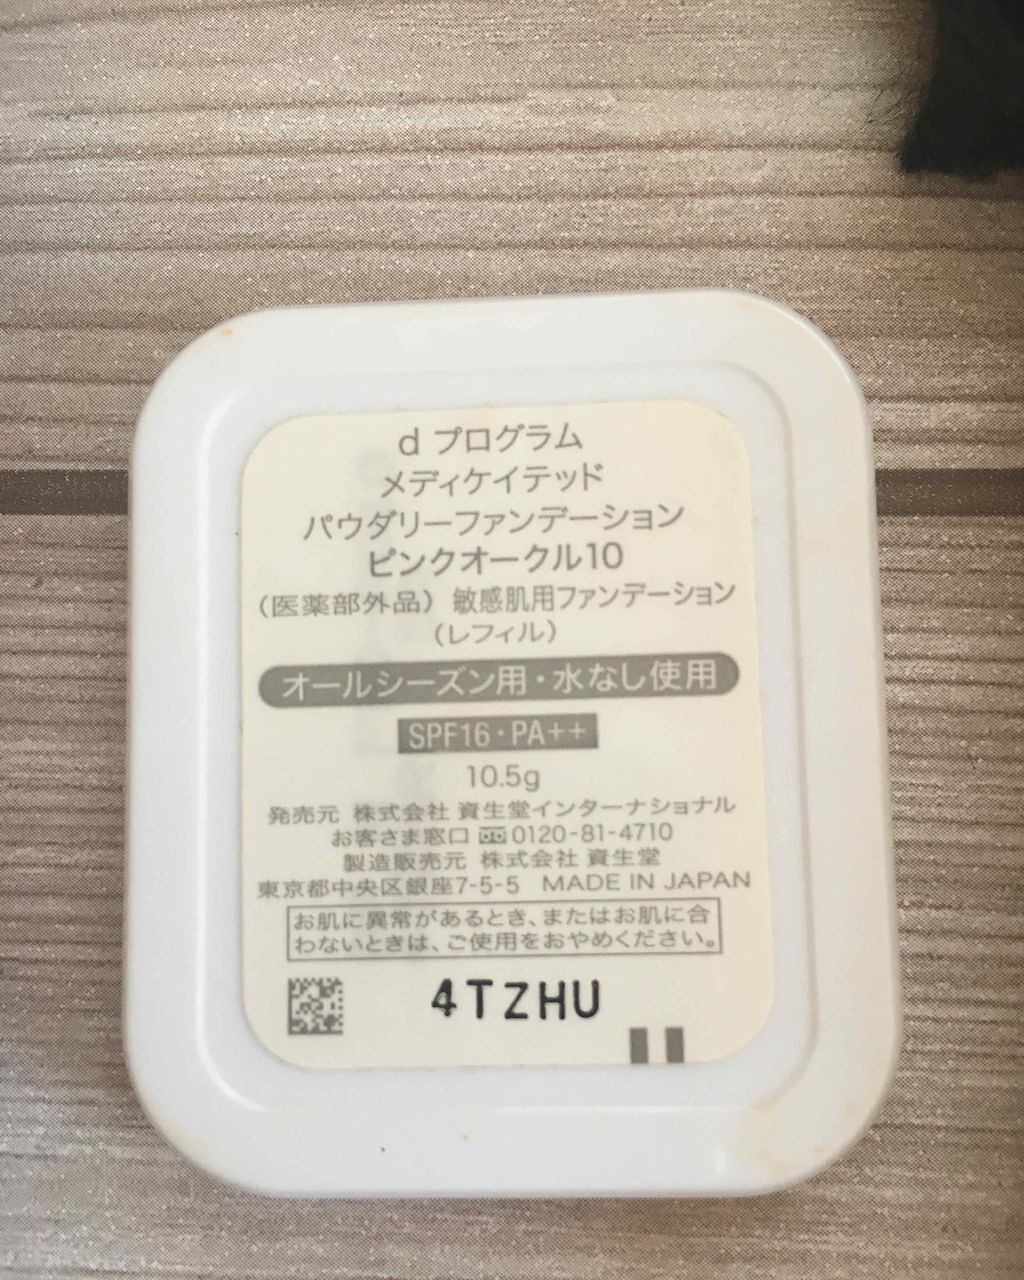 d プログラム
メディケイテッド
パウダリーファンデーション
ピンクオークル10
（医薬部外品）敏感肌用ファンデーション
（レフィル）
オールシーズン用・水なし使用
SPF16・PA++
10.5g
発売元 株式会社 資生堂インターナショナル
お客さま窓口 0120-81-4710
製造販売元 株式会社 資生堂
東京都中央区銀座7-5-5 MADE IN JAPAN
お肌に異常があるとき、またはお肌に合
わないときは、ご使用をおやめください。
4TZHU